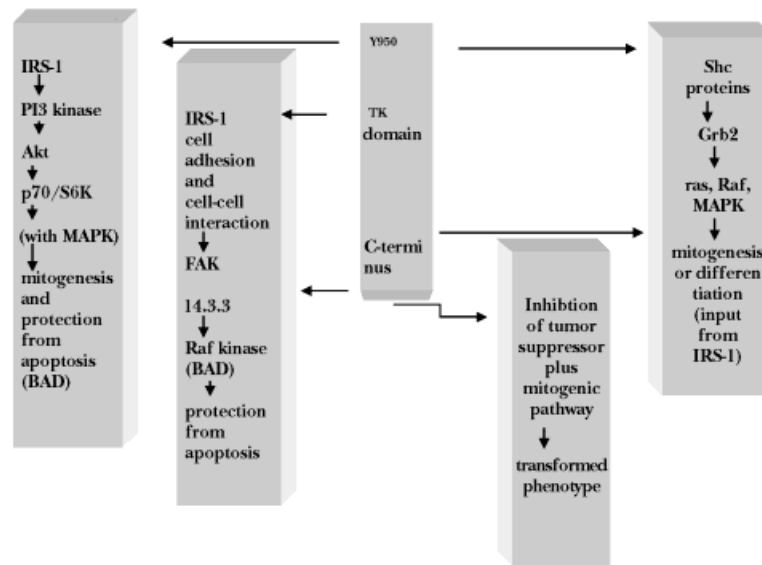 IRS-1
PI3 kinase
Akt
p70/S6K
(with MAPK)
mitogenesis
and
protection
from
apoptosis
(BAD)
IRS-1
cell
adhesion
and
cell-cell
interaction
FAK
14.3.3
Raf kinase
(BAD)
protection
from
apoptosis
Y950
TK
domain
C-termi
nus
Inhibtion
of tumor
suppressor
plus
mitogenic
pathway
transformed
phenotype
Shc
proteins
Grb2
ras, Raf,
MAPK
mitogenesis
or differen
tiation
(input
from
IRS-1)